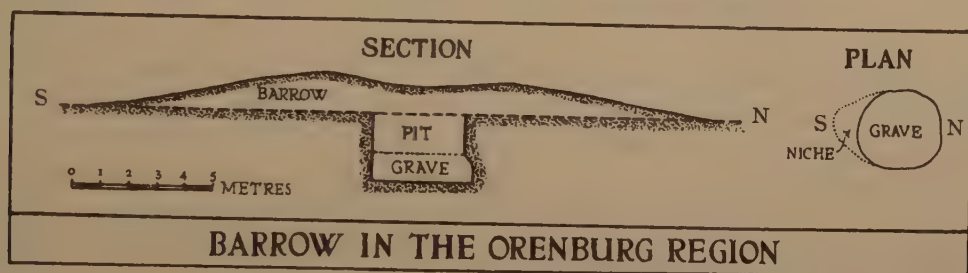 SECTION
PLAN
S
BARROW
N
PIT
GRAVE
S
GRAVE
N
NICHE
0 1 2 3 4 5
METRES
BARROW IN THE ORENBURG REGION